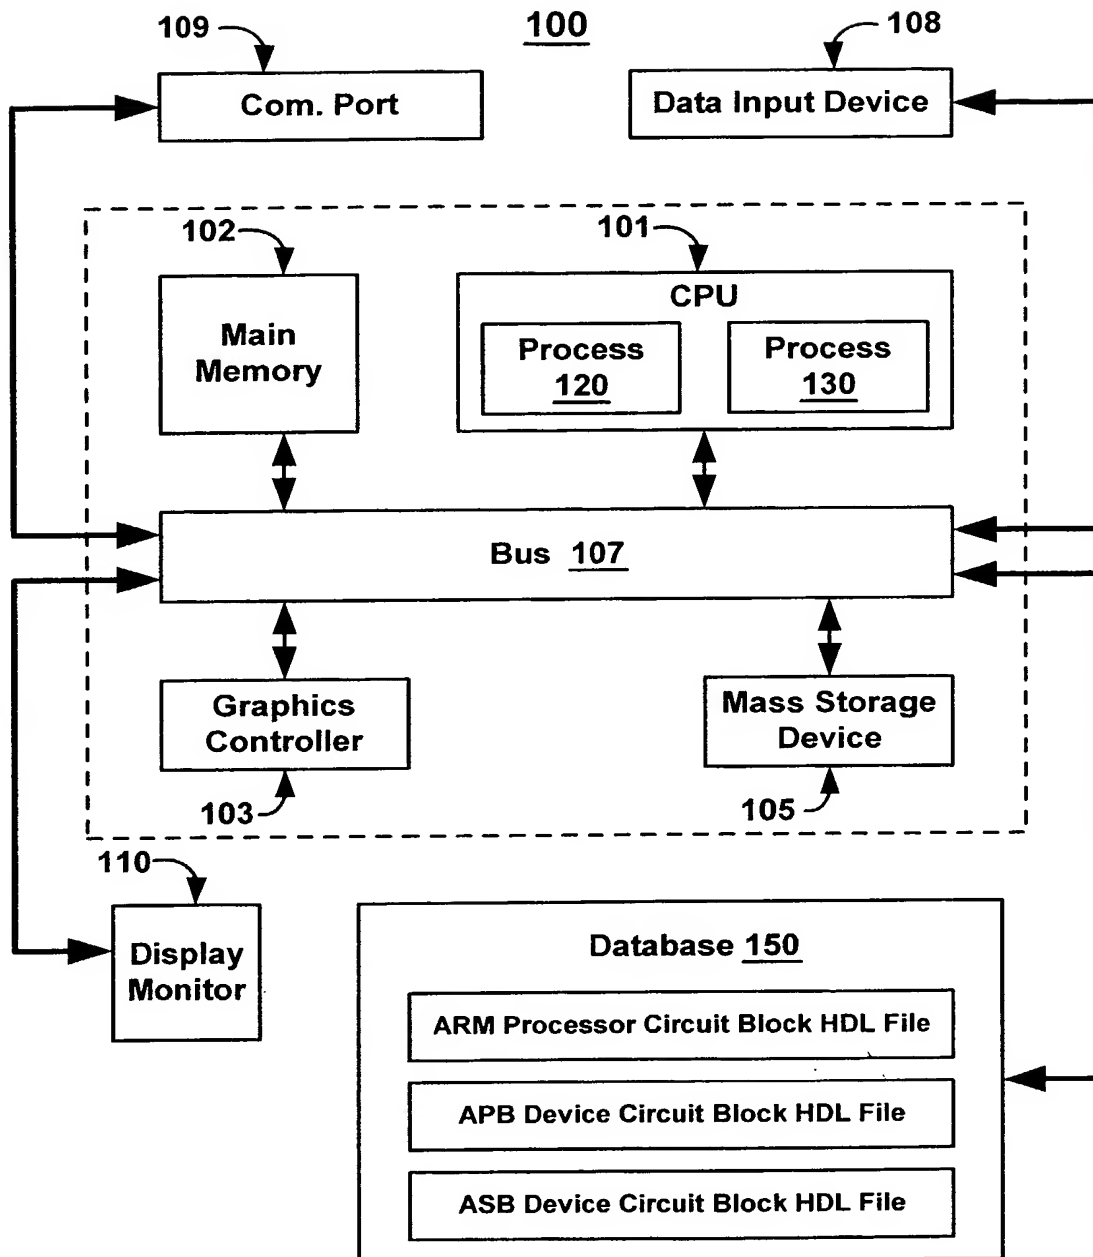 100
109
108
Com. Port
Data Input Device
102
101
Main
Memory
CPU
Process
120
Process
130
Bus 107
Graphics
Controller
Mass Storage
Device
103
105
110
Display
Monitor
Database 150
ARM Processor Circuit Block HDL File
APB Device Circuit Block HDL File
ASB Device Circuit Block HDL File